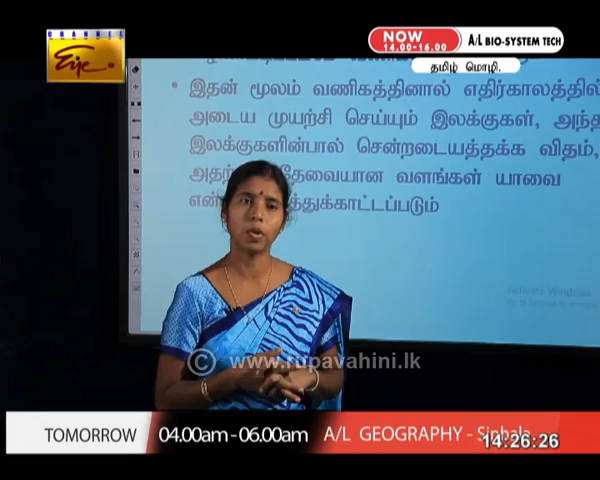 CHANNEL
Eye
NOW
14.00-16.00
A/L BIO-SYSTEM TECH
தமிழ் மொழி.
• இதன் மூலம் வணிகத்தினால் எதிர்காலத்தில்
அடைய முயற்சி செய்யும் இலக்குகள், அந்த
இலக்குகளின்பால் சென்றடையத்தக்க விதம்,
தேவையான வளங்கள் யாவை
Activate Windows
© www.rupavahini.lk
TOMORROW 04.00am - 06.00am A/L GEOGRAPHY - Sinhala
14:26:26